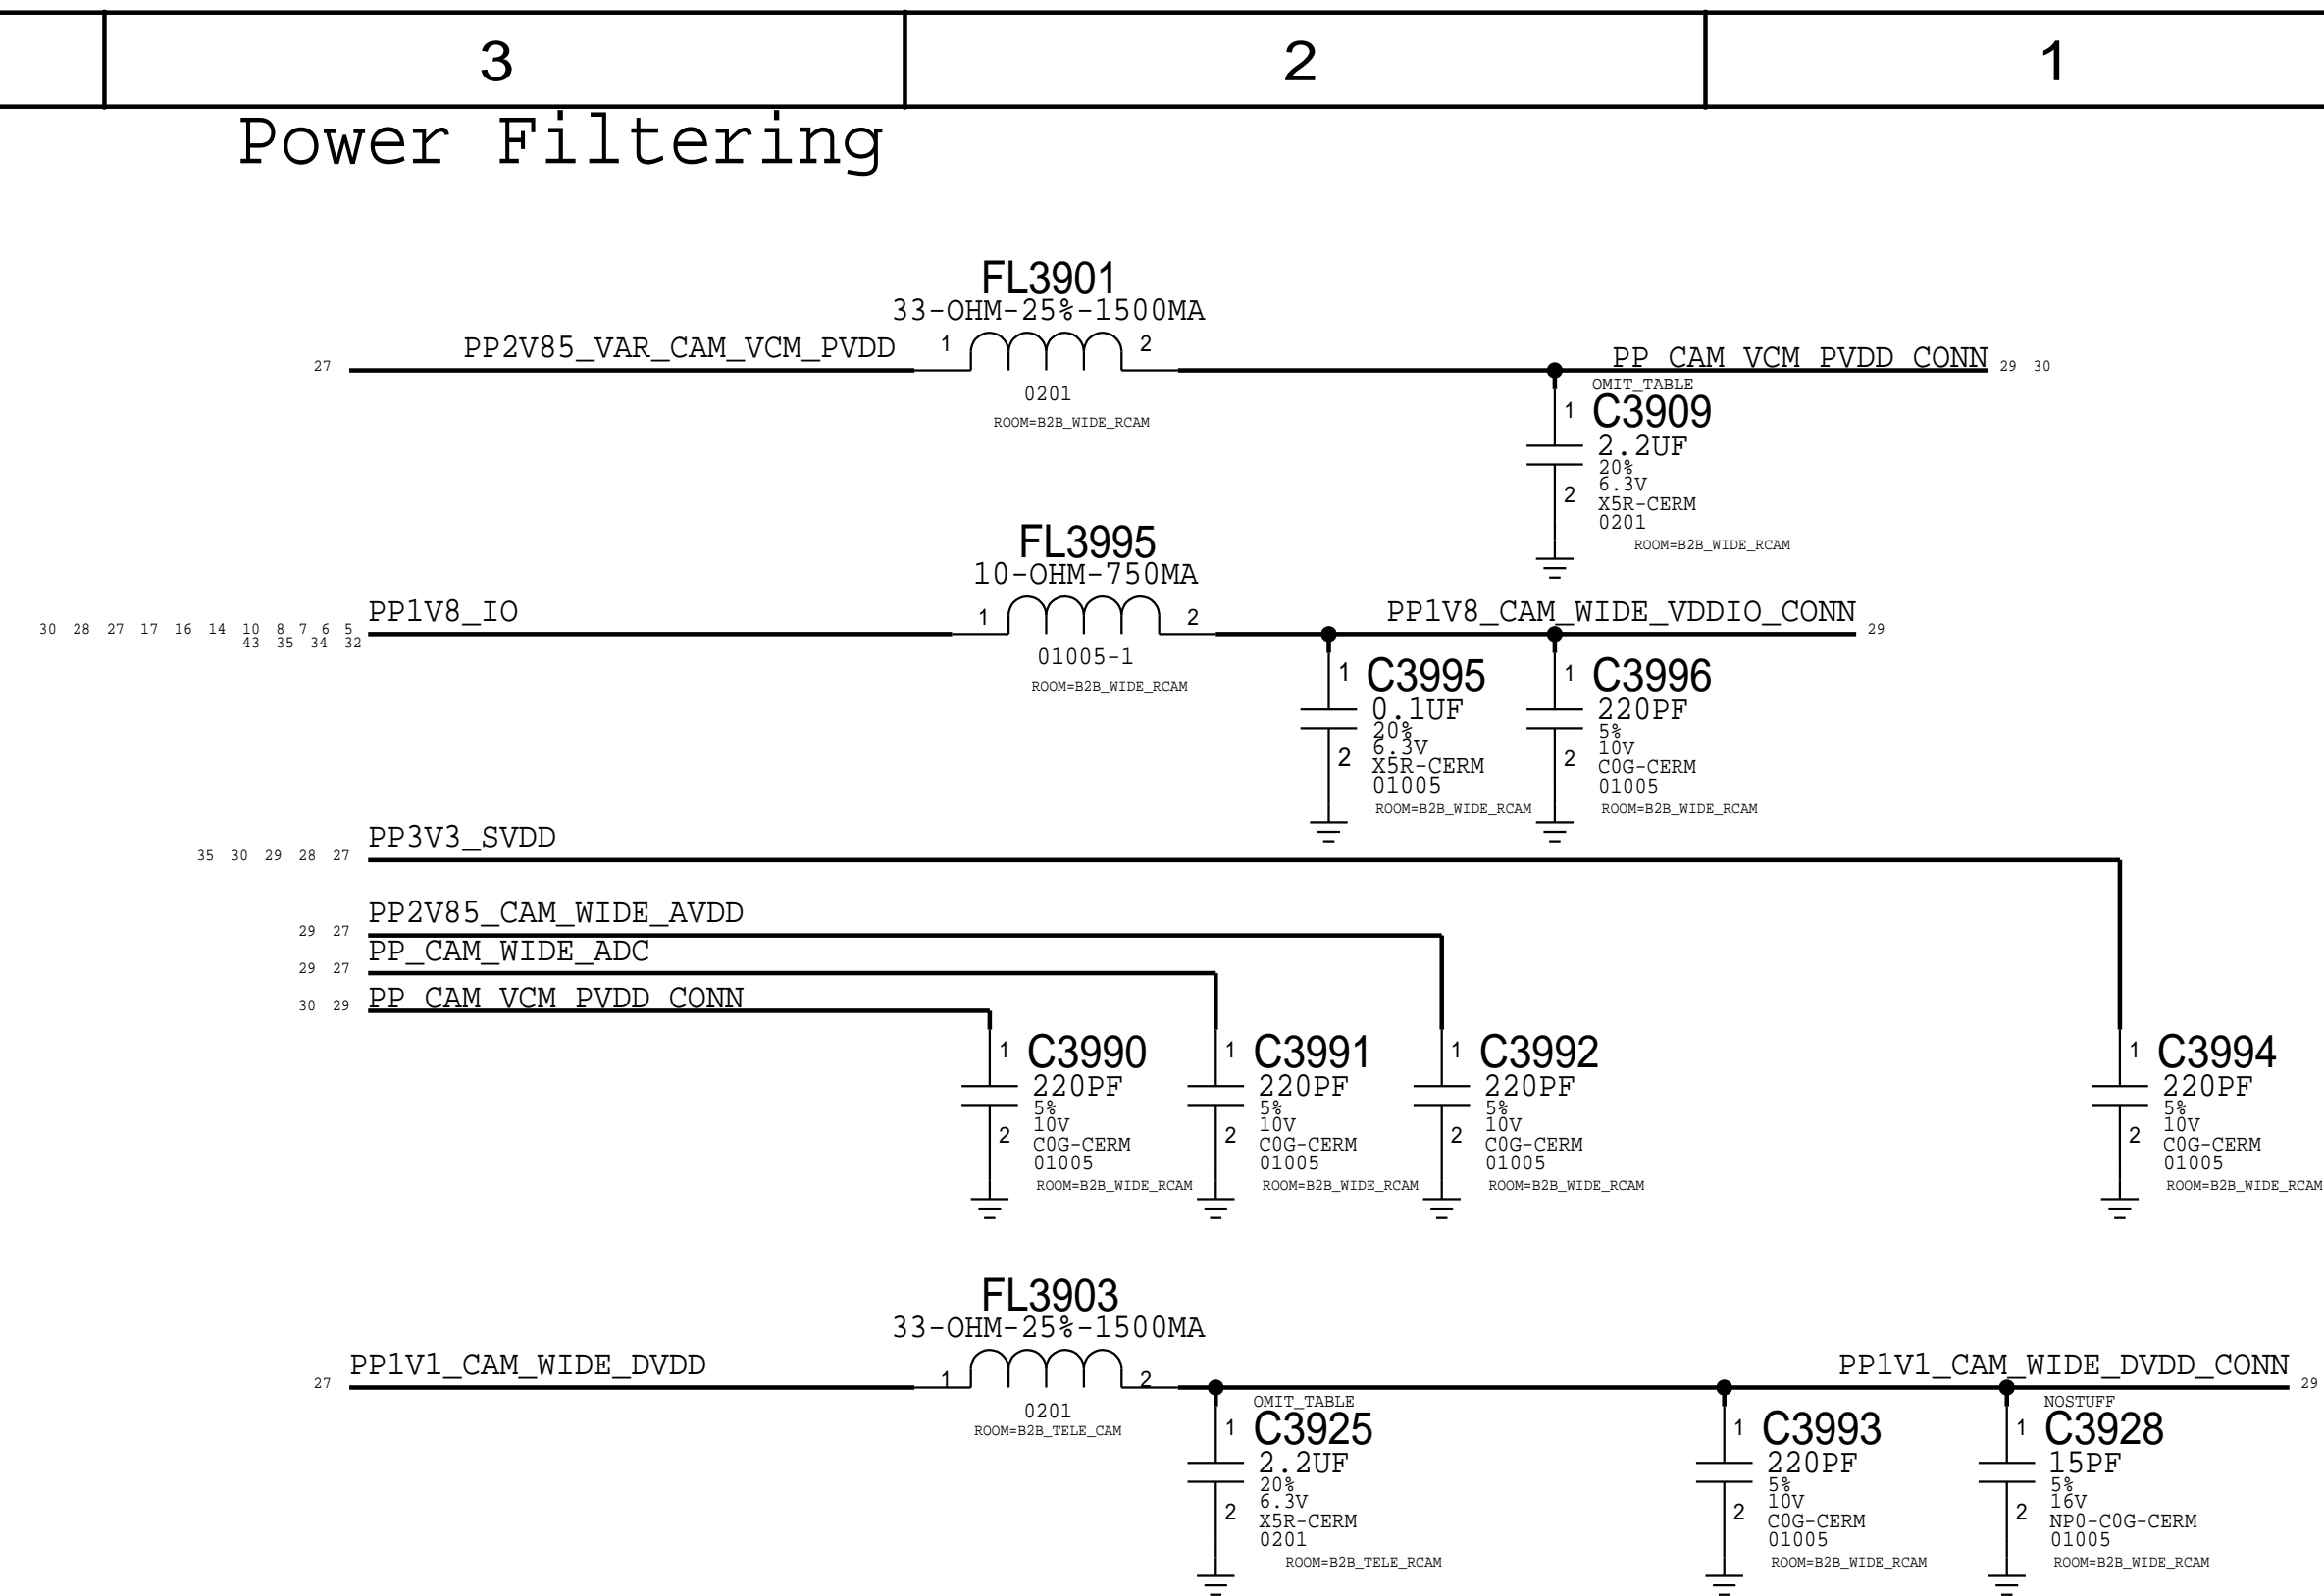 3 2 1
Power Filtering
FL3901
33-OHM-25%-1500MA
27 PP2V85_VAR_CAM_VCM_PVDD 1 2 PP_CAM_VCM_PVDD_CONN 29 30
0201
ROOM=B2B_WIDE_RCAM
OMIT_TABLE
1 C3909
2.2UF
20%
6.3V
2 X5R-CERM
0201
ROOM=B2B_WIDE_RCAM
FL3995
10-OHM-750MA
PP1V8_IO 1 2 PP1V8_CAM_WIDE_VDDIO_CONN 29
30 28 27 17 16 14 10 8 7 6 5
43 35 34 32
01005-1
ROOM=B2B_WIDE_RCAM
1 C3995
0.1UF
20%
6.3V
2 X5R-CERM
01005
ROOM=B2B_WIDE_RCAM
1 C3996
220PF
5%
10V
2 C0G-CERM
01005
ROOM=B2B_WIDE_RCAM
35 30 29 28 27 PP3V3_SVDD
29 27 PP2V85_CAM_WIDE_AVDD
29 27 PP_CAM_WIDE_ADC
30 29 PP_CAM_VCM_PVDD_CONN
1 C3990
220PF
5%
10V
2 C0G-CERM
01005
ROOM=B2B_WIDE_RCAM
1 C3991
220PF
5%
10V
2 C0G-CERM
01005
ROOM=B2B_WIDE_RCAM
1 C3992
220PF
5%
10V
2 C0G-CERM
01005
ROOM=B2B_WIDE_RCAM
1 C3994
220PF
5%
10V
2 C0G-CERM
01005
ROOM=B2B_WIDE_RCAM
FL3903
33-OHM-25%-1500MA
27 PP1V1_CAM_WIDE_DVDD 1 2 PP1V1_CAM_WIDE_DVDD_CONN 29
0201
ROOM=B2B_TELE_CAM
OMIT_TABLE
1 C3925
2.2UF
20%
6.3V
2 X5R-CERM
0201
ROOM=B2B_TELE_RCAM
1 C3993
220PF
5%
10V
2 C0G-CERM
01005
ROOM=B2B_WIDE_RCAM
NOSTUFF
1 C3928
15PF
5%
16V
2 NP0-C0G-CERM
01005
ROOM=B2B_WIDE_RCAM